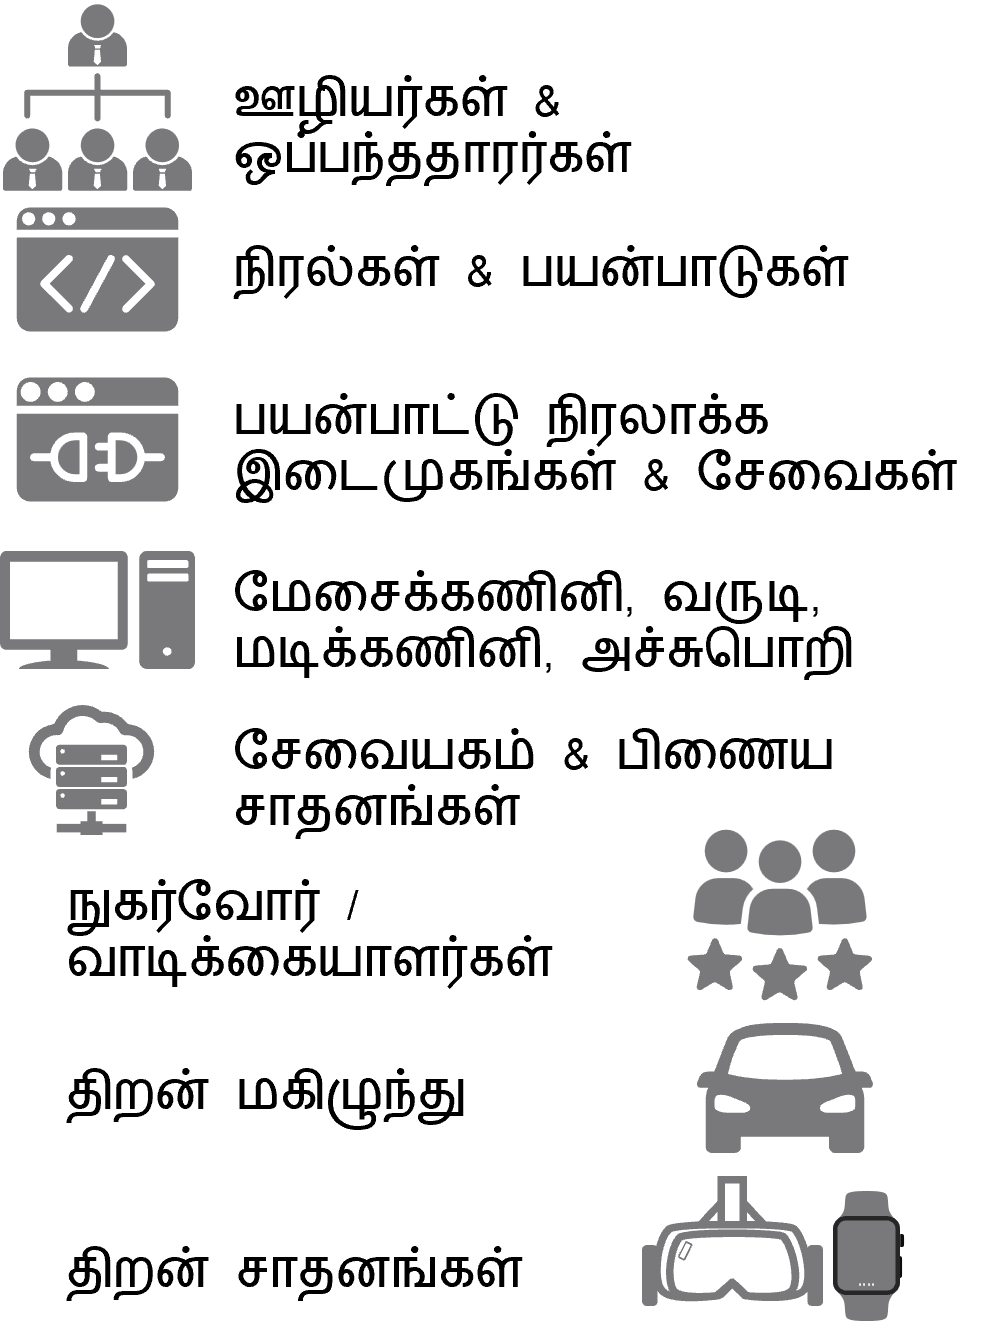 ஊழியர்கள் &
ஒப்பந்ததாரர்கள்
நிரல்கள் & பயன்பாடுகள்
பயன்பாட்டு நிரலாக்க
இடைமுகங்கள் & சேவைகள்
மேசைக்கணினி, வருடி,
மடிக்கணினி, அச்சுபொறி
சேவையகம் & பிணைய
சாதனங்கள்
நுகர்வோர் /
வாடிக்கையாளர்கள்
திறன் மகிழுந்து
திறன் சாதனங்கள்